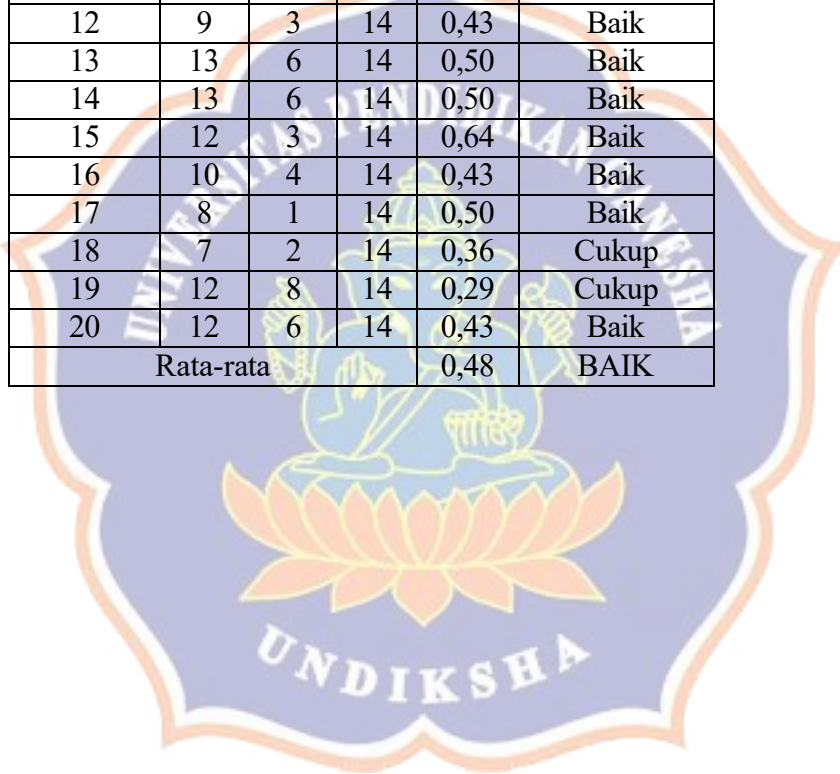 12 9 3 14 0,43 Baik
13 13 6 14 0,50 Baik
14 13 6 14 0,50 Baik
15 12 3 14 0,64 Baik
16 10 4 14 0,43 Baik
17 8 1 14 0,50 Baik
18 7 2 14 0,36 Cukup
19 12 8 14 0,29 Cukup
20 12 6 14 0,43 Baik
Rata-rata 0,48 BAIK
UNIVERSITAS PENDIDIKAN GANESHA
UNDIKSHA